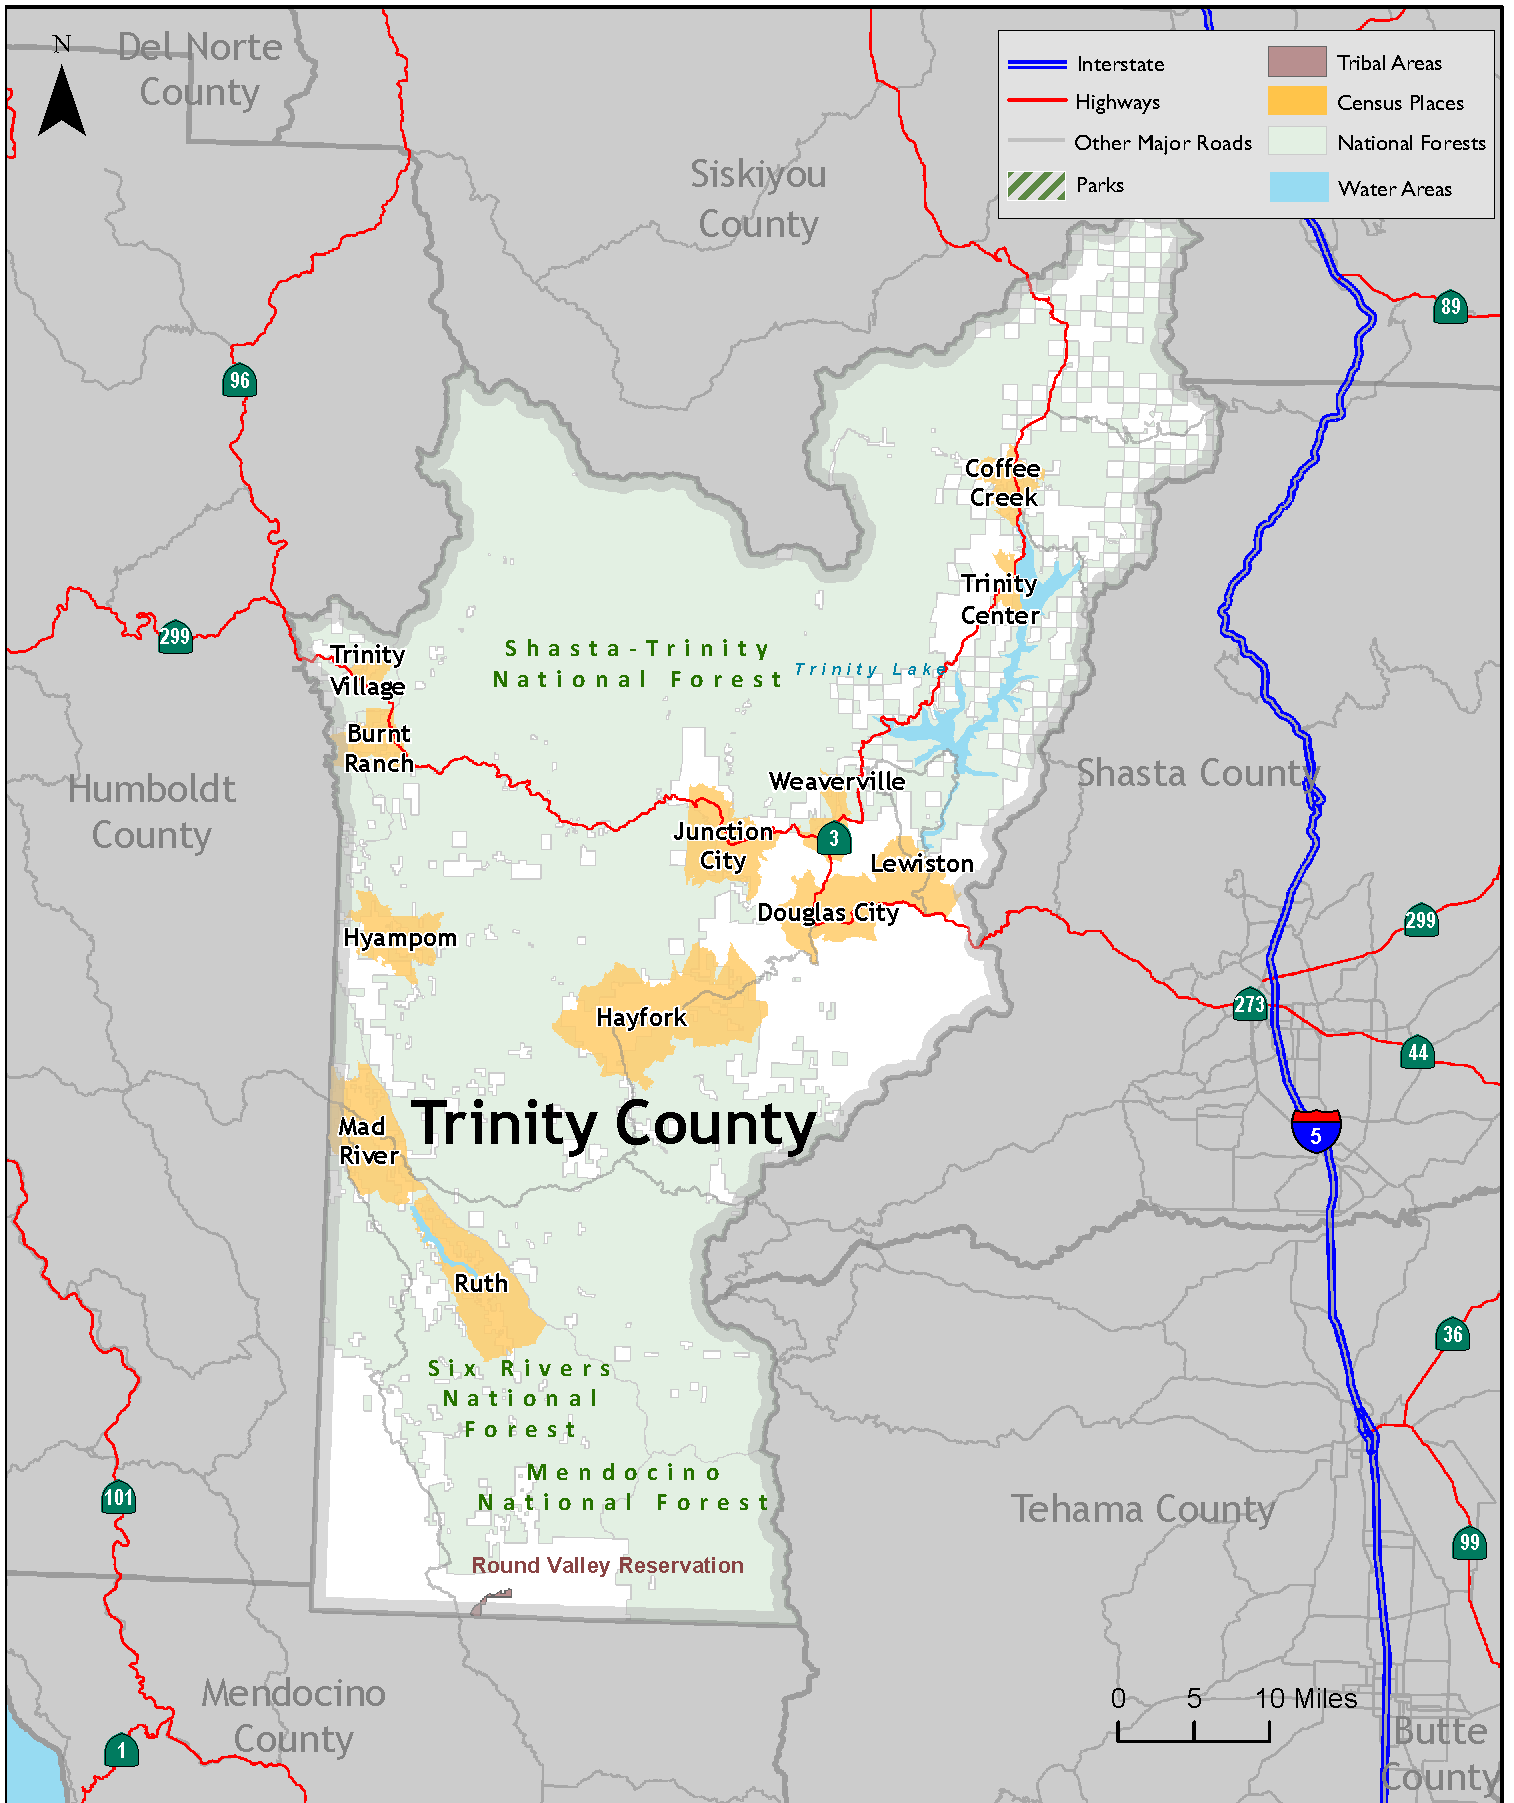 N
Del Norte
County
Interstate
Highways
Other Major Roads
Parks
Tribal Areas
Census Places
National Forests
Water Areas
Siskiyou
County
89
96
Coffee
Creek
Trinity
Center
299
Trinity
Village
Shasta-Trinity
National Forest
Trinity Lake
Burnt
Ranch
Humboldt
County
Weaverville
Shasta County
Junction
City
3
Lewiston
Douglas City
299
Hyampom
273
Hayfork
44
Trinity County
Mad
River
5
Ruth
36
Six Rivers
National
Forest
Mendocino
National Forest
101
Tehama County
99
Round Valley Reservation
Mendocino
County
0 5 10 Miles
1
Butte
County